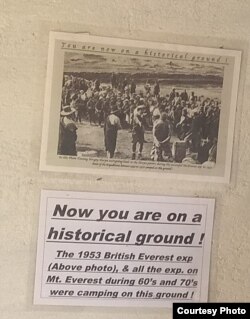 You are now on a historical ground !
Now you are on a
historical ground !
The 1953 British Everest exp
(Above photo), & all the exp. on
Mt. Everest during 60's and 70's
were camping on this ground !
Courtesy Photo